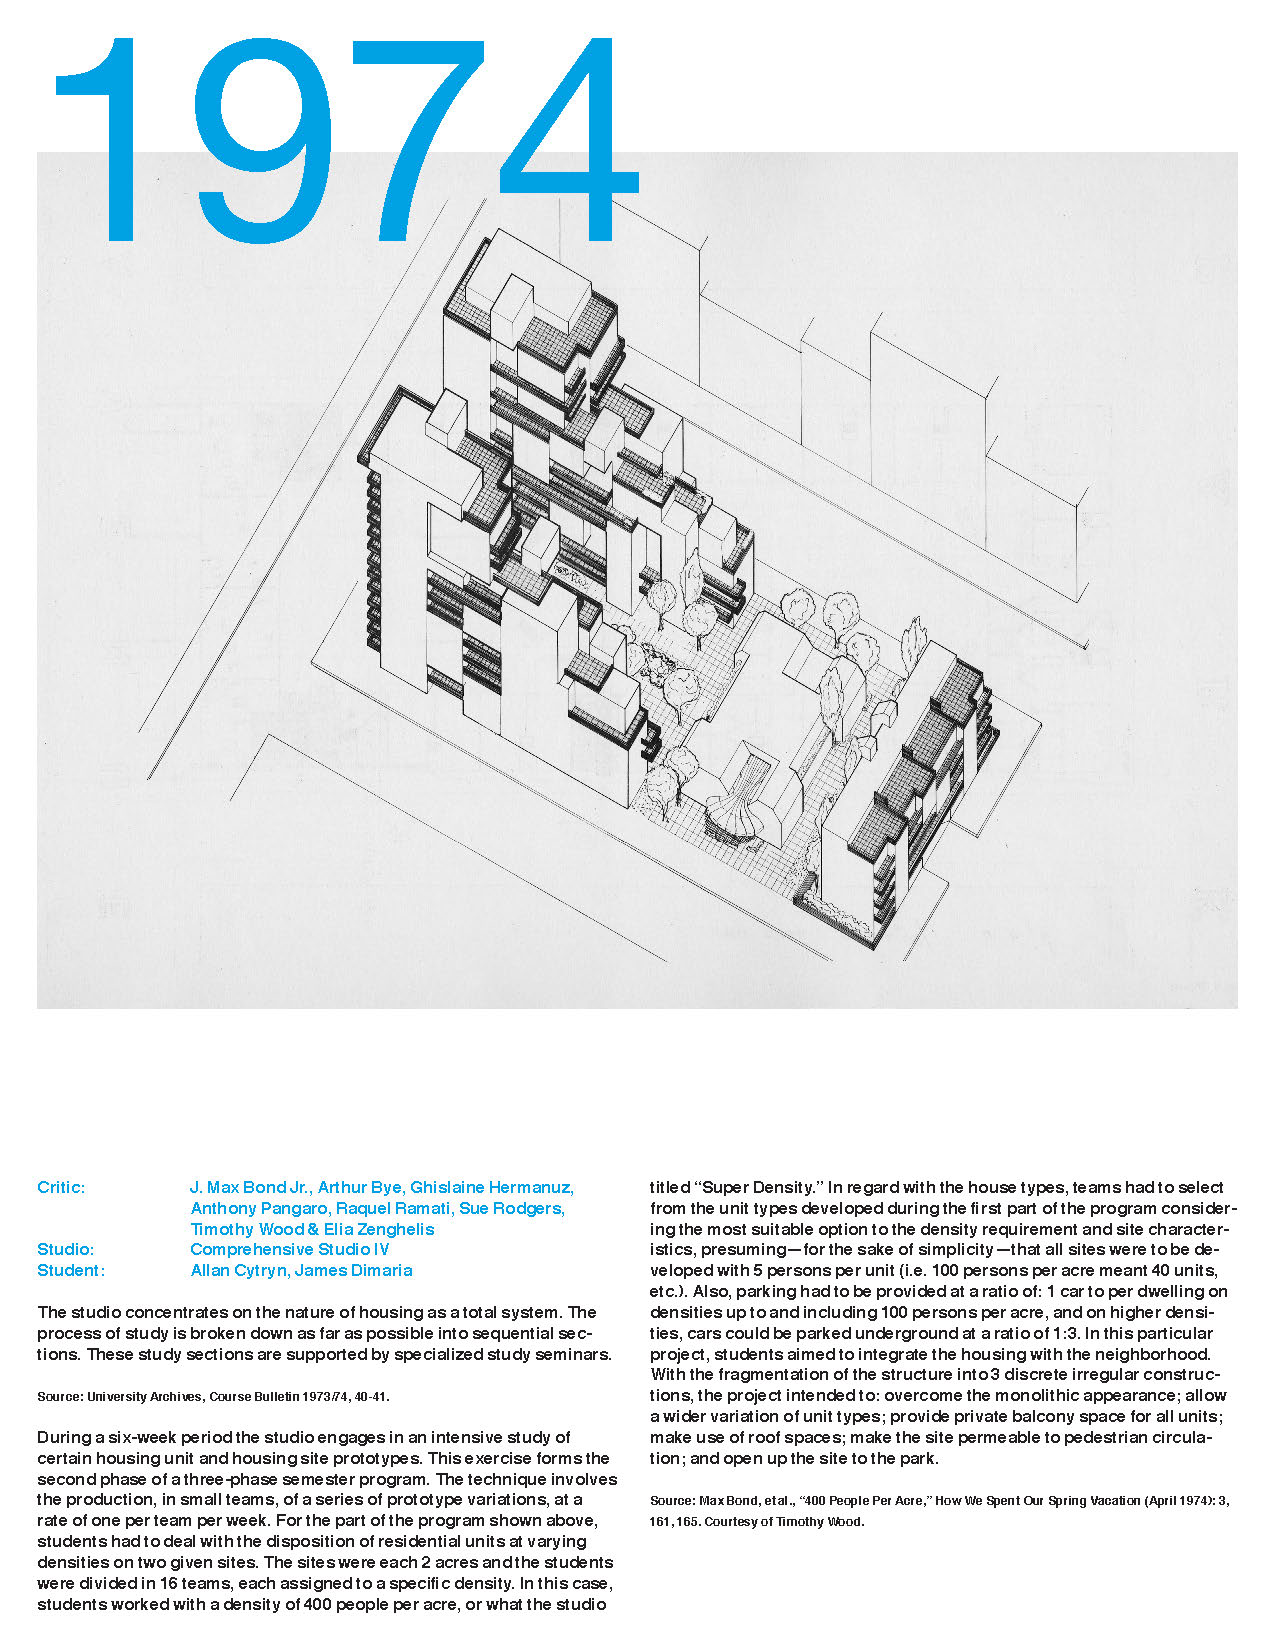 1974
Critic: J. Max Bond Jr., Arthur Bye, Ghislaine Hermanuz,
Anthony Pangaro, Raquel Ramati, Sue Rodgers,
Timothy Wood & Elia Zenghelis
Studio: Comprehensive Studio IV
Student: Allan Cytryn, James Dimaria
The studio concentrates on the nature of housing as a total system. The
process of study is broken down as far as possible into sequential sec-
tions. These study sections are supported by specialized study seminars.
Source: University Archives, Course Bulletin 1973/74, 40-41.
During a six-week period the studio engages in an intensive study of
certain housing unit and housing site prototypes. This exercise forms the
second phase of a three-phase semester program. The technique involves
the production, in small teams, of a series of prototype variations, at a
rate of one per team per week. For the part of the program shown above,
students had to deal with the disposition of residential units at varying
densities on two given sites. The sites were each 2 acres and the students
were divided in 16 teams, each assigned to a specific density. In this case,
students worked with a density of 400 people per acre, or what the studio
titled “Super Density.” In regard with the house types, teams had to select
from the unit types developed during the first part of the program consider-
ing the most suitable option to the density requirement and site character-
istics, presuming—for the sake of simplicity—that all sites were to be de-
veloped with 5 persons per unit (i.e. 100 persons per acre meant 40 units,
etc.). Also, parking had to be provided at a ratio of: 1 car to per dwelling on
densities up to and including 100 persons per acre, and on higher densi-
ties, cars could be parked underground at a ratio of 1:3. In this particular
project, students aimed to integrate the housing with the neighborhood.
With the fragmentation of the structure into 3 discrete irregular construc-
tions, the project intended to: overcome the monolithic appearance; allow
a wider variation of unit types; provide private balcony space for all units;
make use of roof spaces; make the site permeable to pedestrian circula-
tion; and open up the site to the park.
Source: Max Bond, et al., “400 People Per Acre,” How We Spent Our Spring Vacation (April 1974): 3,
161, 165. Courtesy of Timothy Wood.